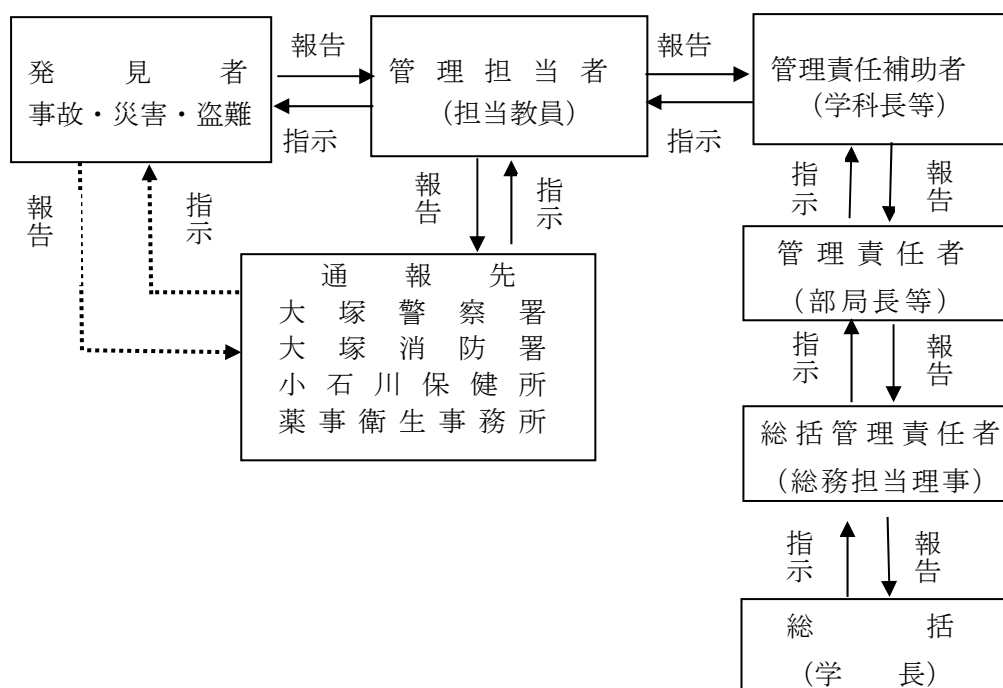 発見者
事故・災害・盗難
報告
指示
管理担当者
(担当教員)
報告
指示
管理責任補助者
(学科長等)
報告
指示
報告
指示
指示
報告
管理責任者
(部局長等)
通報先
大塚警察署
大塚消防署
小石川保健所
薬事衛生事務所
指示
報告
総括管理責任者
(総務担当理事)
指示
報告
総括
(学長)